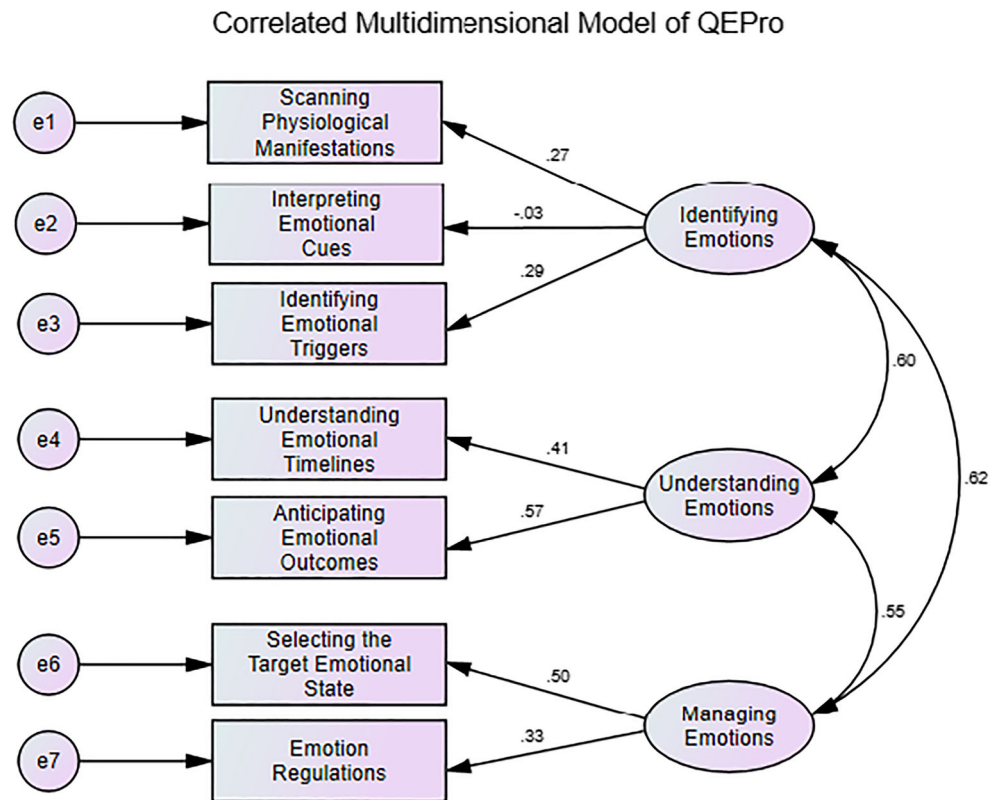 Correlated Multidimensional Model of QEPro
e1
Scanning
Physiological
Manifestations
.27
e2
Interpreting
Emotional
Cues
-.03
Identifying
Emotions
e3
Identifying
Emotional
Triggers
.29
.60
e4
Understanding
Emotional
Timelines
.41
.62
Understanding
Emotions
e5
Anticipating
Emotional
Outcomes
.57
.55
e6
Selecting the
Target Emotional
State
.50
Managing
Emotions
e7
Emotion
Regulations
.33